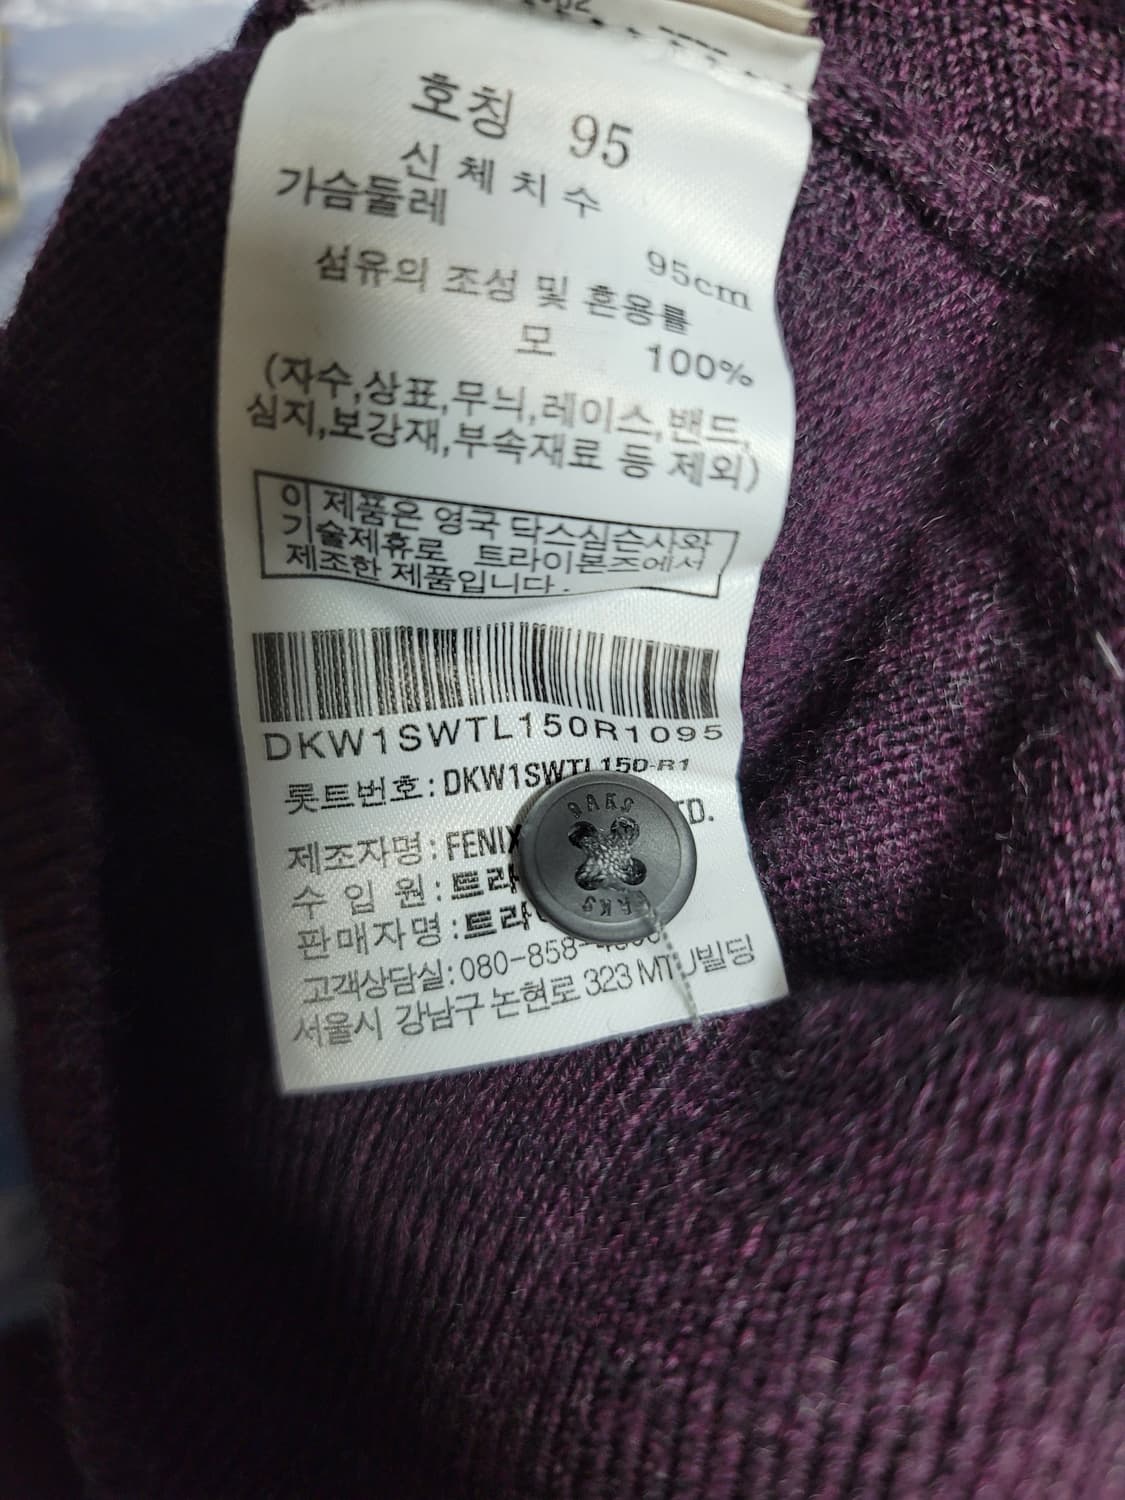 호칭 95
신체치수
가슴둘레 95cm
섬유의 조성 및 혼용률
모 100%
(자수,상표,무늬,레이스,밴드,
심지,보강재,부속재료 등 제외)
이 제품은 영국 닥스심슨사와
기술제휴로 트라이본즈에서
제조한 제품입니다.
DKW1SWTL150R1095
롯트번호:DKW1SWTL150-R1
제조자명:FENIX TD.
수 입 원:트라
판매자명:트라
고객상담실:080-858-
서울시 강남구 논현로 323 MTU빌딩
DAKS